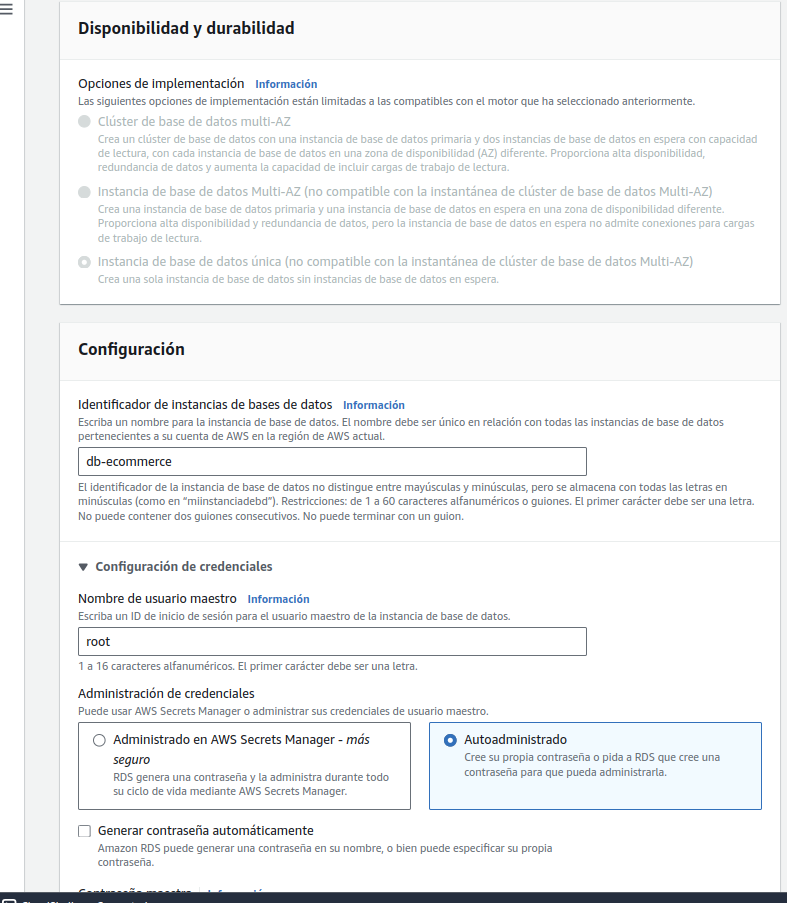 Disponibilidad y durabilidad
Opciones de implementación Información
Las siguientes opciones de implementación están limitadas a las compatibles con el motor que ha seleccionado anteriormente.
Clúster de base de datos multi-AZ
Crea un clúster de base de datos con una instancia de base de datos primaria y dos instancias de base de datos en espera con capacidad
de lectura, con cada instancia de base de datos en una zona de disponibilidad (AZ) diferente. Proporciona alta disponibilidad,
redundancia de datos y aumenta la capacidad de incluir cargas de trabajo de lectura.
Instancia de base de datos Multi-AZ (no compatible con la instantánea de clúster de base de datos Multi-AZ)
Crea una instancia de base de datos primaria y una instancia de base de datos en espera en una zona de disponibilidad diferente.
Proporciona alta disponibilidad y redundancia de datos, pero la instancia de base de datos en espera no admite conexiones para cargas
de trabajo de lectura.
Instancia de base de datos única (no compatible con la instantánea de clúster de base de datos Multi-AZ)
Crea una sola instancia de base de datos sin instancias de base de datos en espera.
Configuración
Identificador de instancias de bases de datos Información
Escriba un nombre para la instancia de base de datos. El nombre debe ser único en relación con todas las instancias de base de datos
pertenecientes a su cuenta de AWS en la región de AWS actual.
db-ecommerce
El identificador de la instancia de base de datos no distingue entre mayúsculas y minúsculas, pero se almacena con todas las letras en
minúsculas (como en “miinstanciadebd”). Restricciones: de 1 a 60 caracteres alfanuméricos o guiones. El primer carácter debe ser una letra.
No puede contener dos guiones consecutivos. No puede terminar con un guion.
Configuración de credenciales
Nombre de usuario maestro Información
Escriba un ID de inicio de sesión para el usuario maestro de la instancia de base de datos.
root
1 a 16 caracteres alfanuméricos. El primer carácter debe ser una letra.
Administración de credenciales
Puede usar AWS Secrets Manager o administrar sus credenciales de usuario maestro.
Administrado en AWS Secrets Manager - más
seguro
RDS genera una contraseña y la administra durante todo
su ciclo de vida mediante AWS Secrets Manager.
Autoadministrado
Cree su propia contraseña o pida a RDS que cree una
contraseña para que pueda administrarla.
Generar contraseña automáticamente
Amazon RDS puede generar una contraseña en su nombre, o bien puede especificar su propia
contraseña.